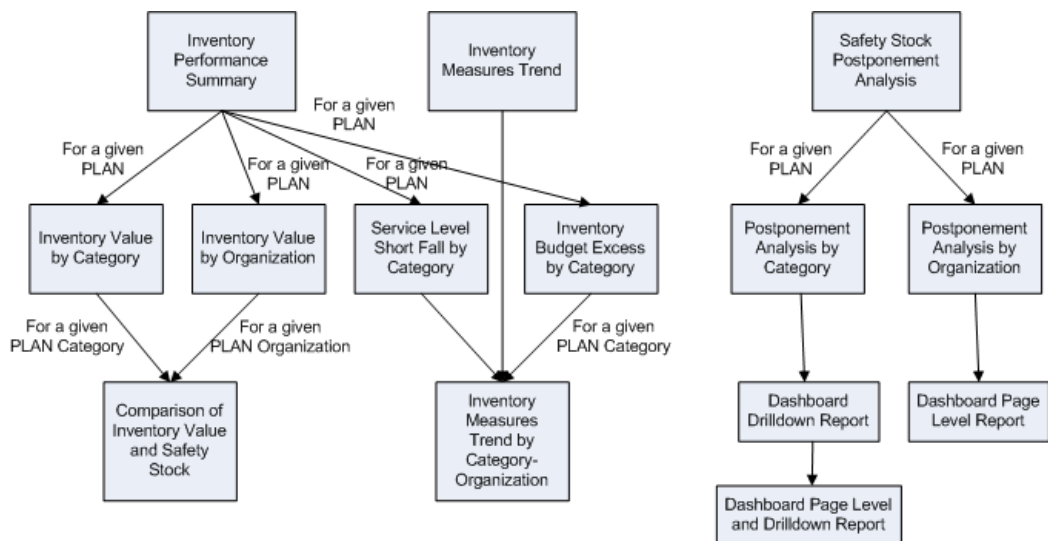 Inventory
Performance
Summary
Inventory
Measures Trend
Safety Stock
Postponement
Analysis
For a given
PLAN
For a given
PLAN
For a given
PLAN
For a given
PLAN
For a given
PLAN
For a given
PLAN
Inventory Value
by Category
Inventory Value
by Organization
Service Level
Short Fall by
Category
Inventory
Budget Excess
by Category
Postponement
Analysis by
Category
Postponement
Analysis by
Organization
For a given
PLAN Category
For a given
PLAN Organization
For a given
PLAN Category
Comparison of
Inventory Value
and Safety
Stock
Inventory
Measures
Trend by
Category-
Organization
Dashboard
Drilldown Report
Dashboard Page
Level Report
Dashboard Page Level
and Drilldown Report